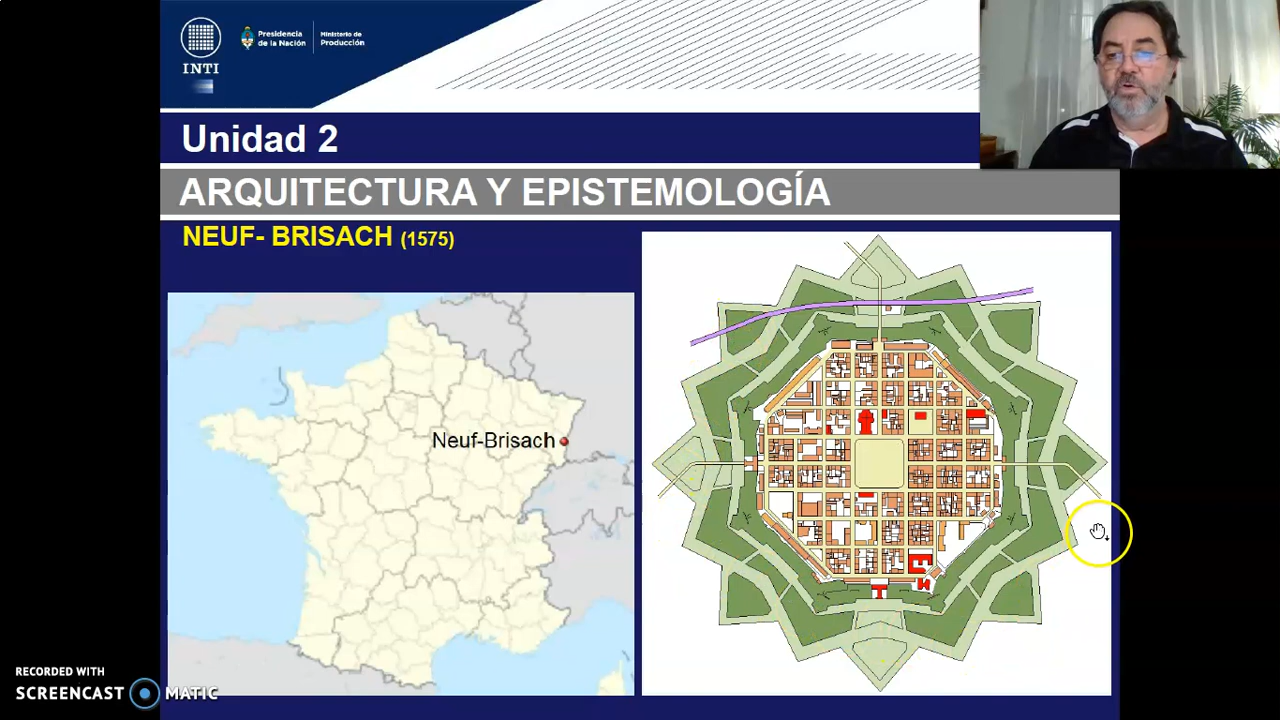 INTI
Presidencia
de la Nación
Ministerio de
Producción
Unidad 2
ARQUITECTURA Y EPISTEMOLOGÍA
NEUF- BRISACH (1575)
Neuf-Brisach
RECORDED WITH
SCREENCAST MATIC